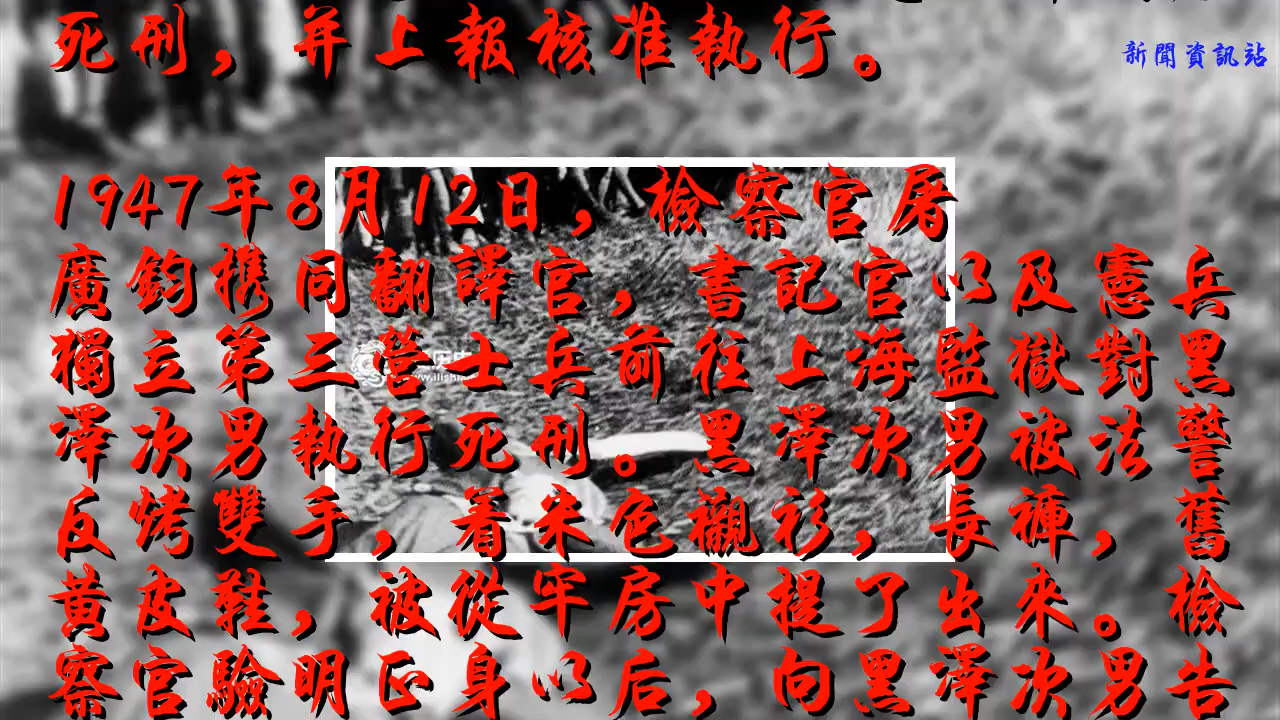 死刑，并上報核准執行。
新聞資訊站
1947年8月12日，檢察官屠
廣鈞携同翻譯官，書記官以及憲兵
獨立第三營士兵前往上海監獄對黑
澤次男執行死刑。黑澤次男被法警
反烤雙手，着米色襯衫，長褲，舊
黃皮鞋，被從牢房中提了出來。檢
察官驗明正身以后，向黑澤次男告